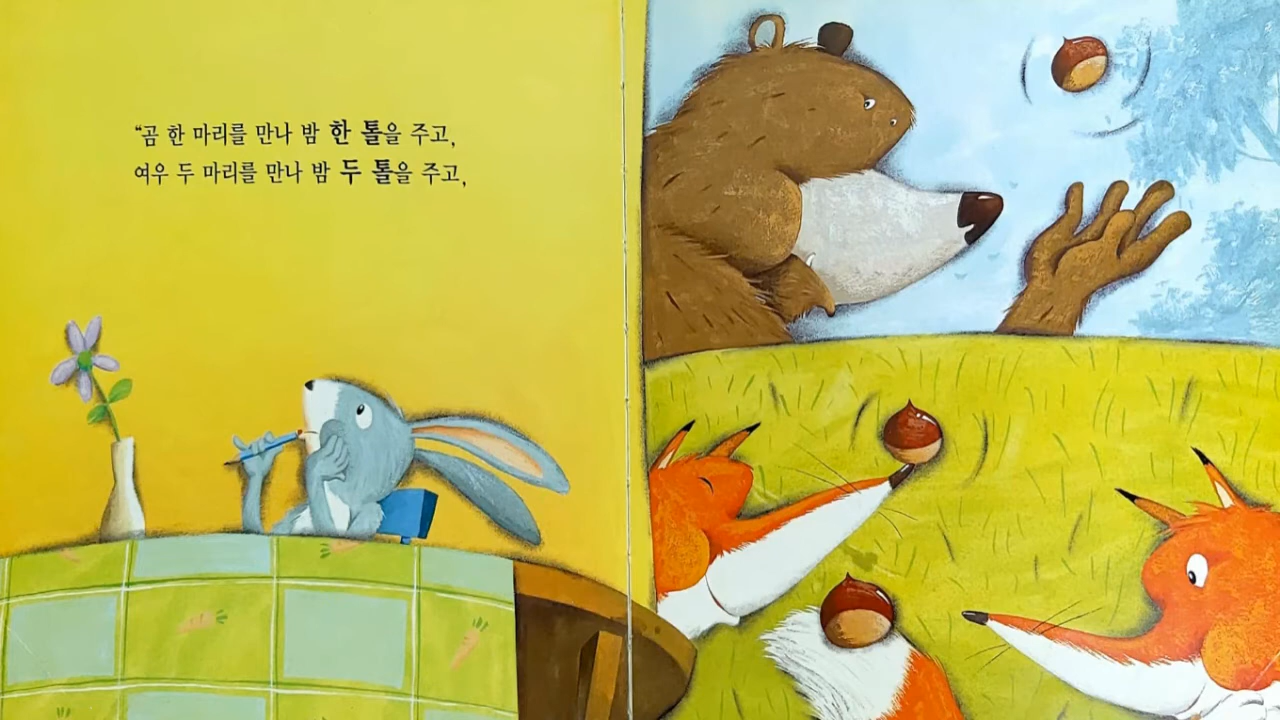 “곰 한 마리를 만나 밤 한 톨을 주고,
여우 두 마리를 만나 밤 두 톨을 주고,